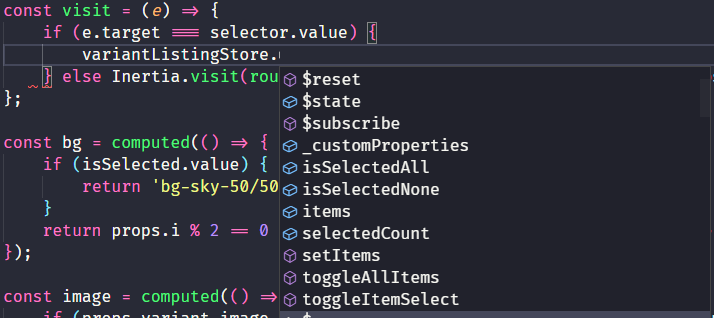 const visit = (e) => {
if (e.target === selector.value) {
variantListingStore.
} else Inertia.visit(rou
};
const bg = computed(() => {
if (isSelected.value) {
return 'bg-sky-50/50
}
return props.i % 2 == 0
});
const image = computed(() =>
if (props.variant.image
$reset
$state
$subscribe
_customProperties
isSelectedAll
isSelectedNone
items
selectedCount
setItems
toggleAllItems
toggleItemSelect